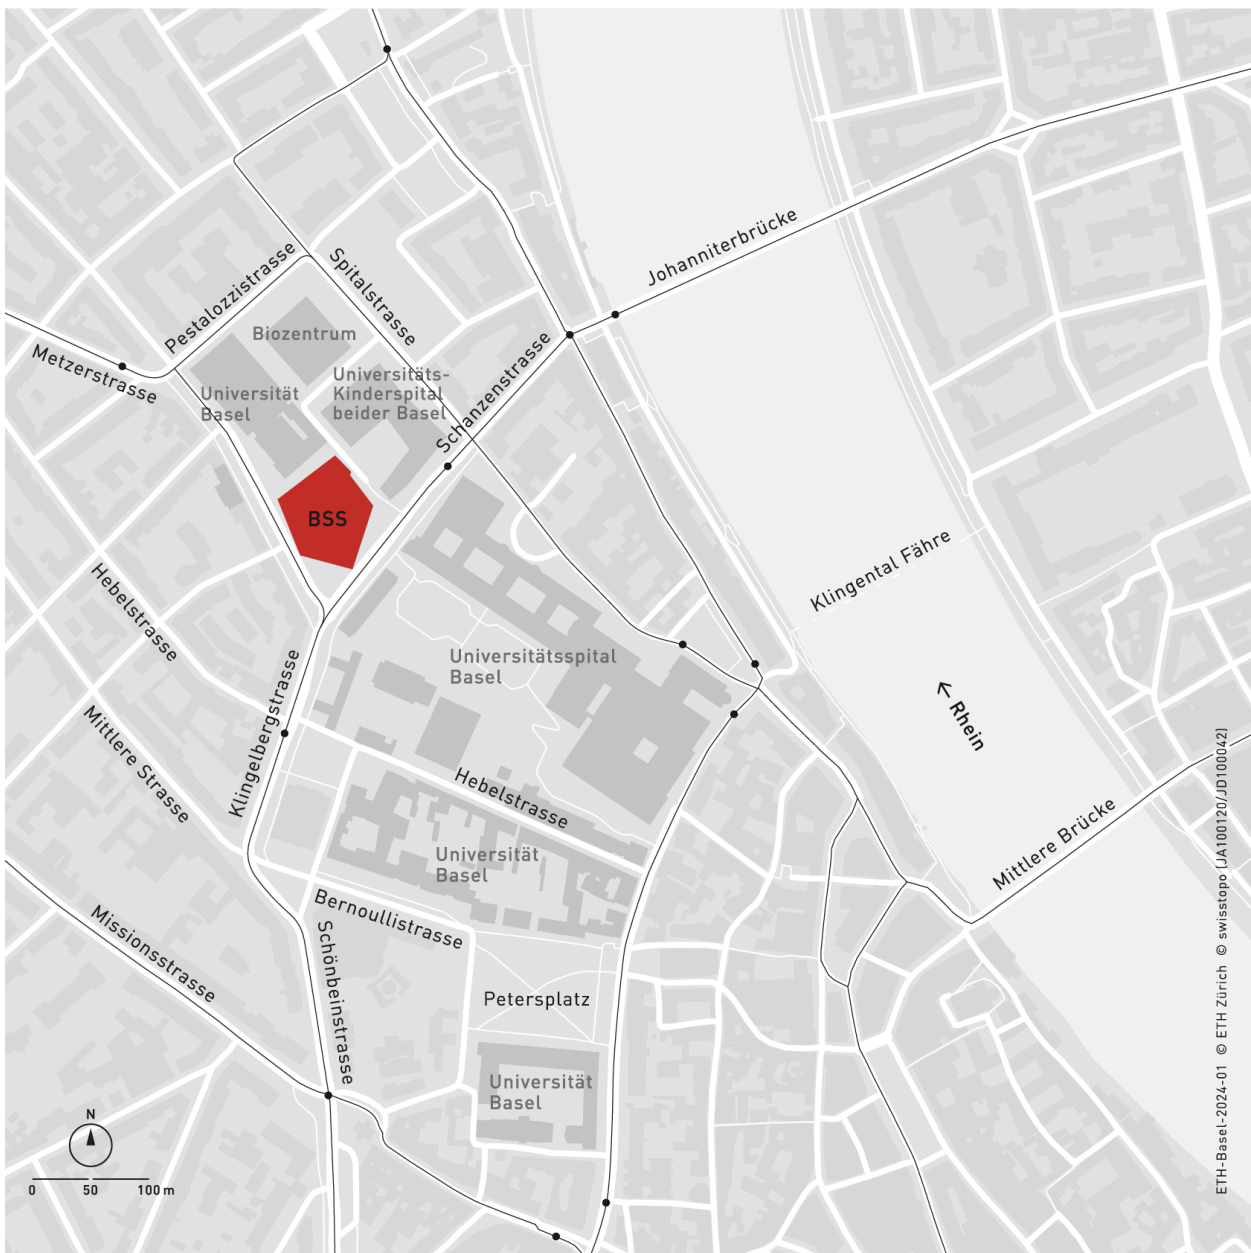 Johanniterbrücke
Spitalstrasse
Pestalozzistrasse
Biozentrum
Metzerstrasse
Universität
Basel
Universitäts-
Kinderspital
beider Basel
Schanzenstrasse
BSS
Klingental Fähre
Hebelstrasse
Universitätsspital
Basel
Klingelbergstrasse
← Rhein
Mittlere Strasse
Hebelstrasse
Mittlere Brücke
Universität
Basel
Bernoullistrasse
Missionsstrasse
Schönbeinstrasse
Petersplatz
Universität
Basel
N
0 50 100 m
ETH-Basel-2024-01 © ETH Zürich © swisstopo (JA100120/JD100042)